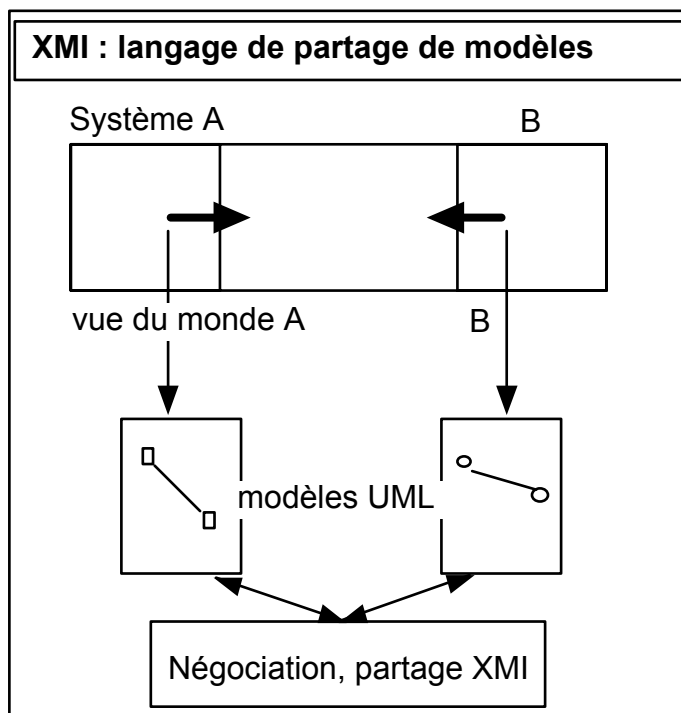 XMI : langage de partage de modèles
Système A
B
vue du monde A
B
modèles UML
Négociation, partage XMI